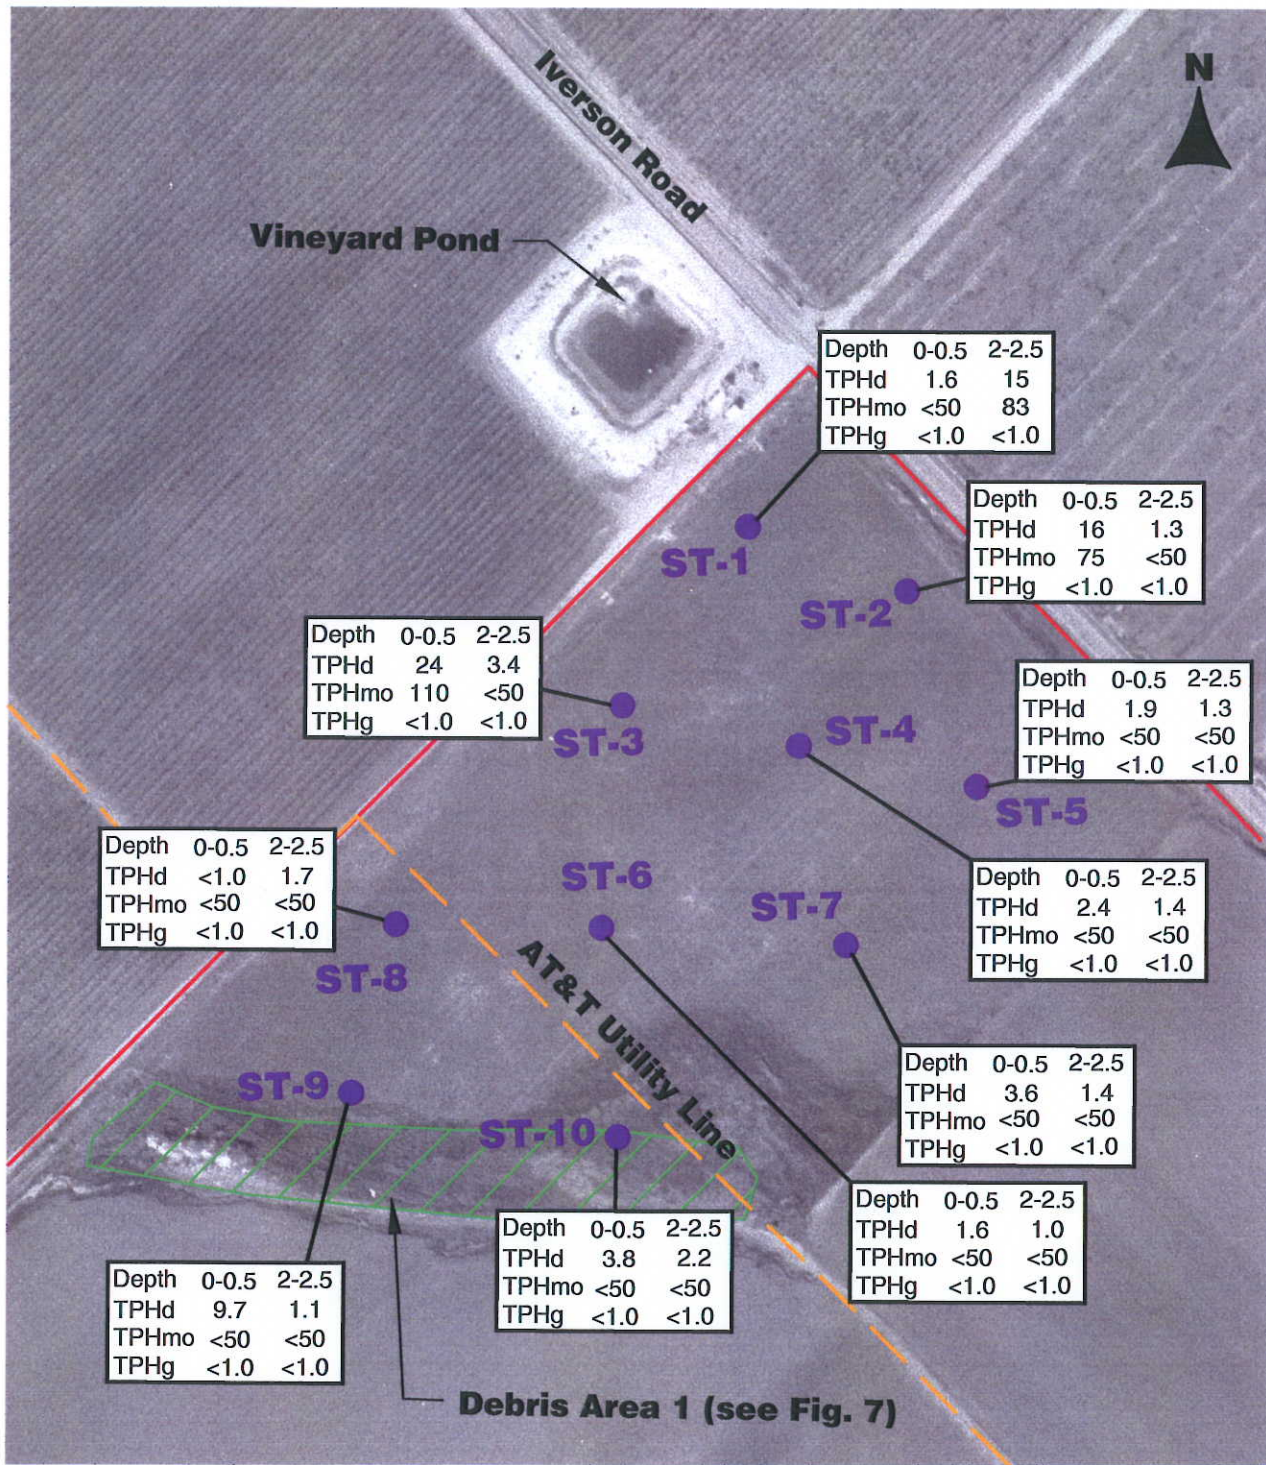 Iverson Road
N
Vineyard Pond
Depth 0-0.5 2-2.5
TPHd 1.6 15
TPHmo <50 83
TPHg <1.0 <1.0
ST-1
Depth 0-0.5 2-2.5
TPHd 16 1.3
TPHmo 75 <50
TPHg <1.0 <1.0
ST-2
Depth 0-0.5 2-2.5
TPHd 24 3.4
TPHmo 110 <50
TPHg <1.0 <1.0
ST-3
ST-4
Depth 0-0.5 2-2.5
TPHd 1.9 1.3
TPHmo <50 <50
TPHg <1.0 <1.0
ST-5
Depth 0-0.5 2-2.5
TPHd <1.0 1.7
TPHmo <50 <50
TPHg <1.0 <1.0
ST-8
ST-6
ST-7
Depth 0-0.5 2-2.5
TPHd 2.4 1.4
TPHmo <50 <50
TPHg <1.0 <1.0
AT&T Utility Line
Depth 0-0.5 2-2.5
TPHd 3.6 1.4
TPHmo <50 <50
TPHg <1.0 <1.0
ST-9
ST-10
Depth 0-0.5 2-2.5
TPHd 1.6 1.0
TPHmo <50 <50
TPHg <1.0 <1.0
Depth 0-0.5 2-2.5
TPHd 3.8 2.2
TPHmo <50 <50
TPHg <1.0 <1.0
Depth 0-0.5 2-2.5
TPHd 9.7 1.1
TPHmo <50 <50
TPHg <1.0 <1.0
Debris Area 1 (see Fig. 7)